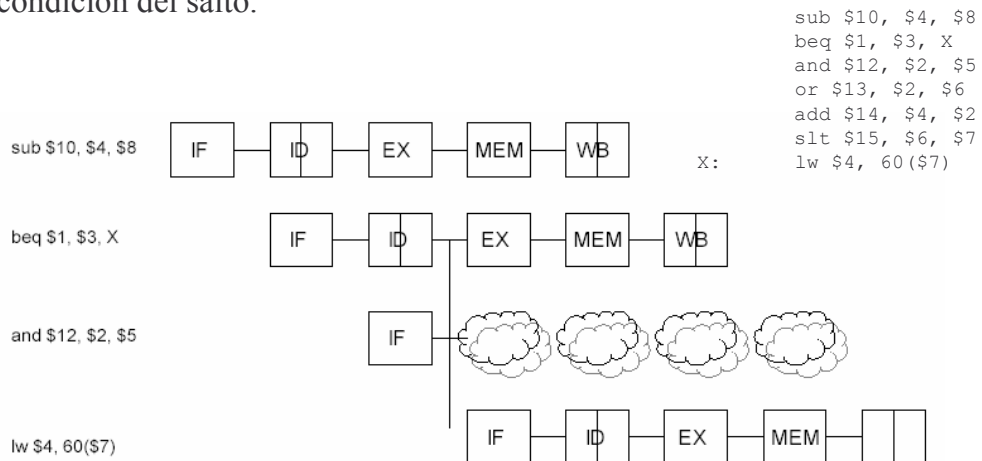 condición del salto.
sub $10, $4, $8
beq $1, $3, X
and $12, $2, $5
or $13, $2, $6
add $14, $4, $2
slt $15, $6, $7
X: lw $4, 60($7)
sub $10, $4, $8 IF ID EX MEM WB
beq $1, $3, X IF ID EX MEM WB
and $12, $2, $5 IF
lw $4, 60($7) IF ID EX MEM